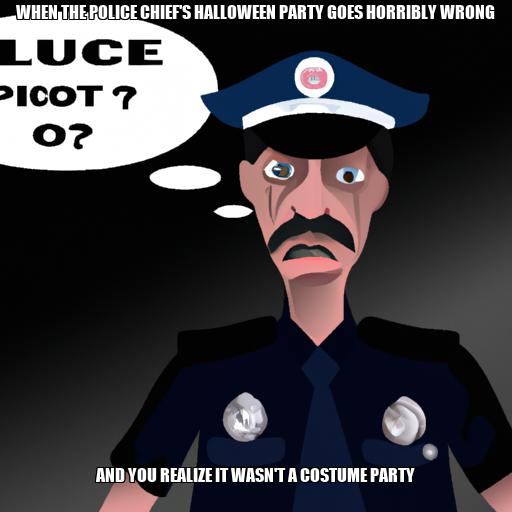 WHEN THE POLICE CHIEF'S HALLOWEEN PARTY GOES HORRIBLY WRONG
LUCE
PICOT ?
O?
AND YOU REALIZE IT WASN'T A COSTUME PARTY